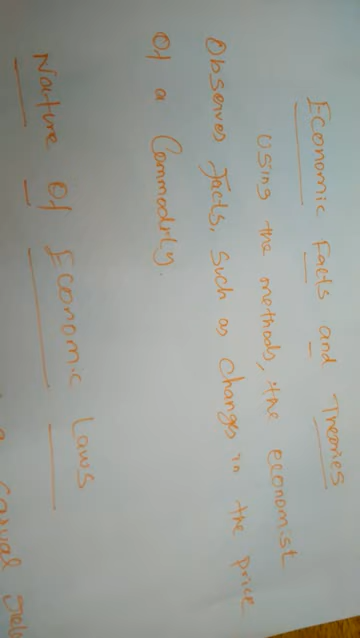 Economic Facts and Theories
Using the methods, the economist
Observes Facts, Such as Changes in the price
Of a Commodity.
Nature Of Economic Laws
Casual